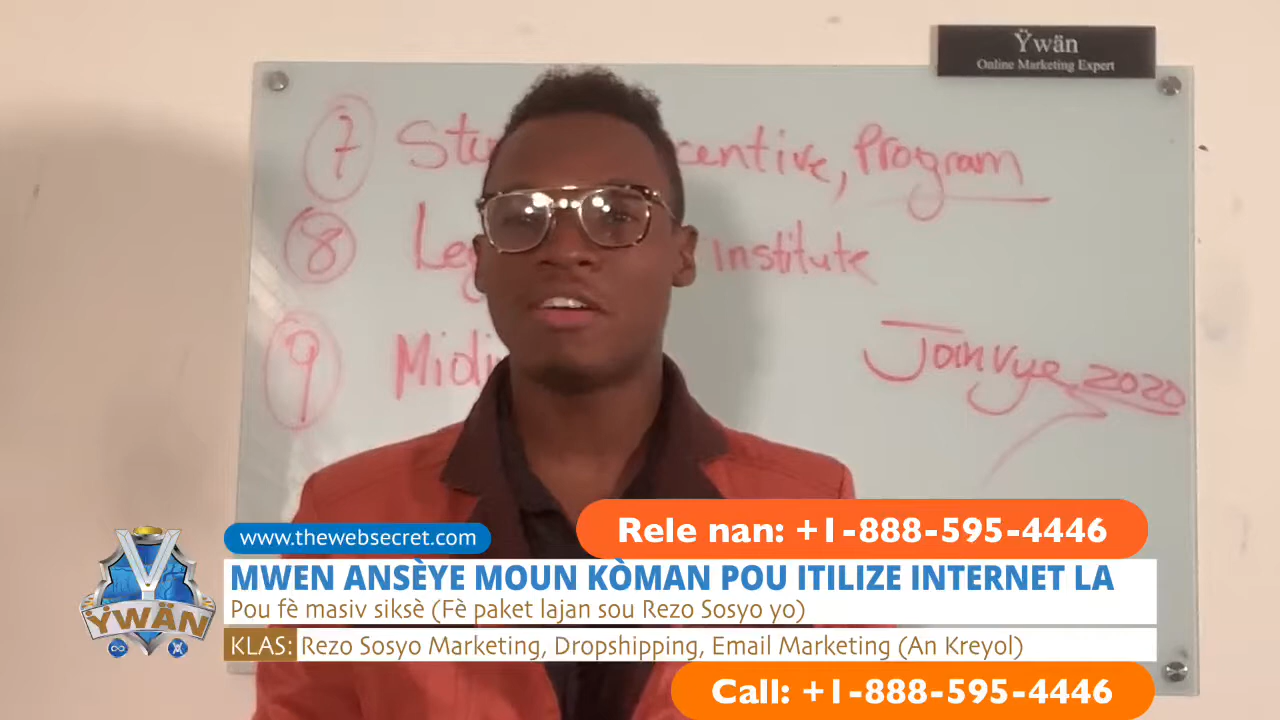 Ÿwän
Online Marketing Expert
7 centive, Program
8 institute
9
Joinvye 2020
Rele nan: +1-888-595-4446
www.thewebsecret.com
MWEN ANSÈYE MOUN KÒMAN POU ITILIZE INTERNET LA
Pou fè masiv siksè (Fè paket lajan sou Rezo Sosyo yo)
KLAS: Rezo Sosyo Marketing, Dropshipping, Email Marketing (An Kreyol)
Call: +1-888-595-4446
ŸWÄN